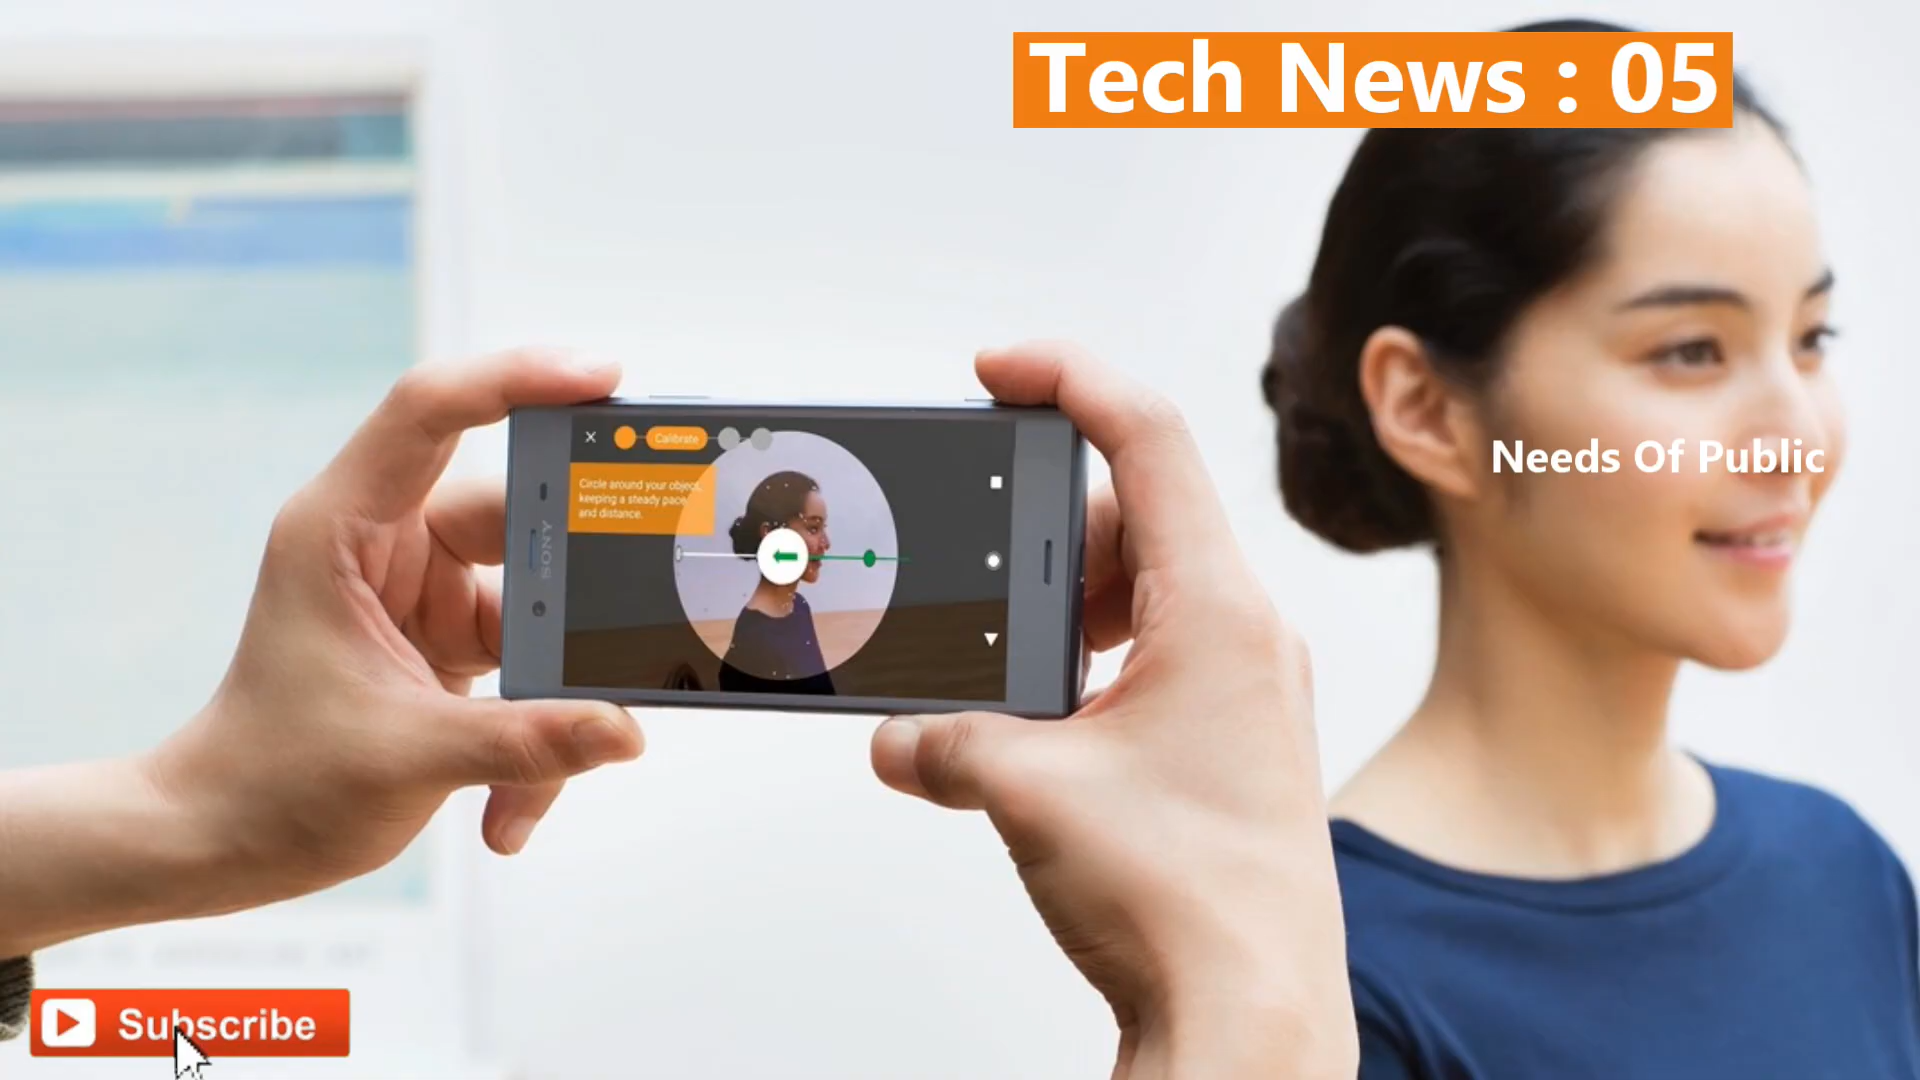 Tech News : 05
Calibrate
Circle around your object,
keeping a steady pace
and distance.
SONY
Needs Of Public
Subscribe